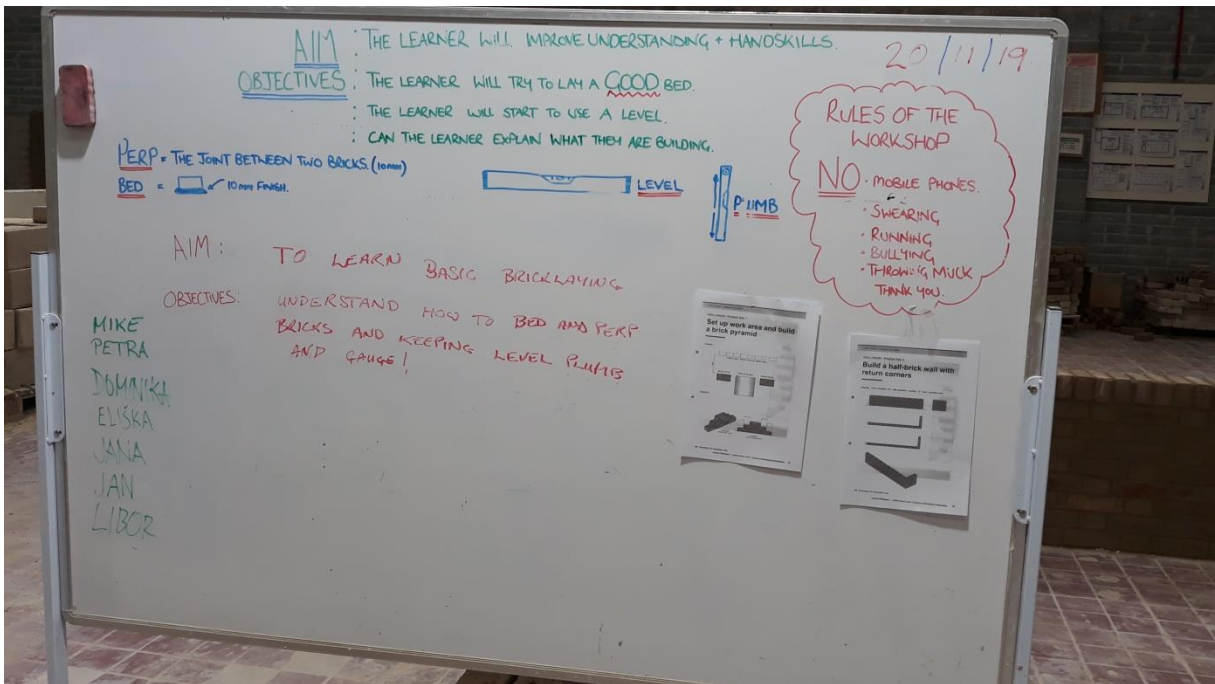 AIM : THE LEARNER WILL IMPROVE UNDERSTANDING + HANDSKILLS.
20/11/19
OBJECTIVES : THE LEARNER WILL TRY TO LAY A GOOD BED.
: THE LEARNER WILL START TO USE A LEVEL.
: CAN THE LEARNER EXPLAIN WHAT THEY ARE BUILDING.
PERP = THE JOINT BETWEEN TWO BRICKS. (10mm)
BED = 10mm FINISH.
LEVEL
PLUMB
RULES OF THE
WORKSHOP
NO · MOBILE PHONES.
· SWEARING
· RUNNING
· BULLYING
· THROWING MUCK
THANK YOU.
AIM : TO LEARN BASIC BRICKLAYING
OBJECTIVES: UNDERSTAND HOW TO BED AND PERP
BRICKS AND KEEPING LEVEL PLUMB
AND GAUGE!
MIKE
PETRA
DOMINIKA
ELIŠKA
JANA
JAN
LIBOR
Set up work area and build
a brick pyramid
Build a half-brick wall with
return corners